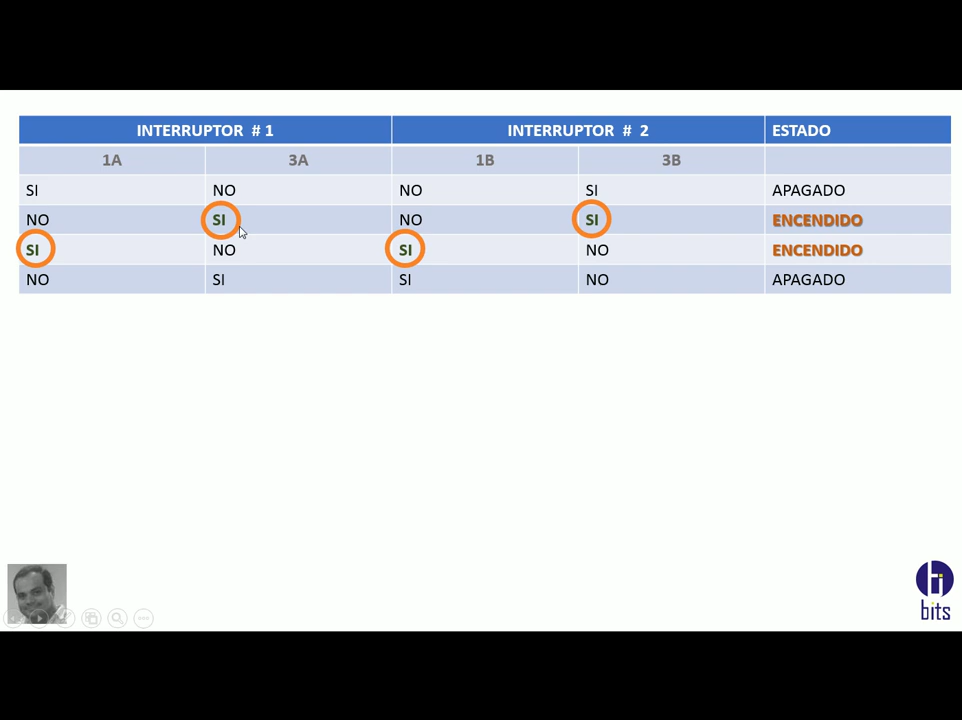 INTERRUPTOR # 1 INTERRUPTOR # 2 ESTADO
1A 3A 1B 3B
SI NO NO SI APAGADO
NO SI NO SI ENCENDIDO
SI NO SI NO ENCENDIDO
NO SI SI NO APAGADO
bits